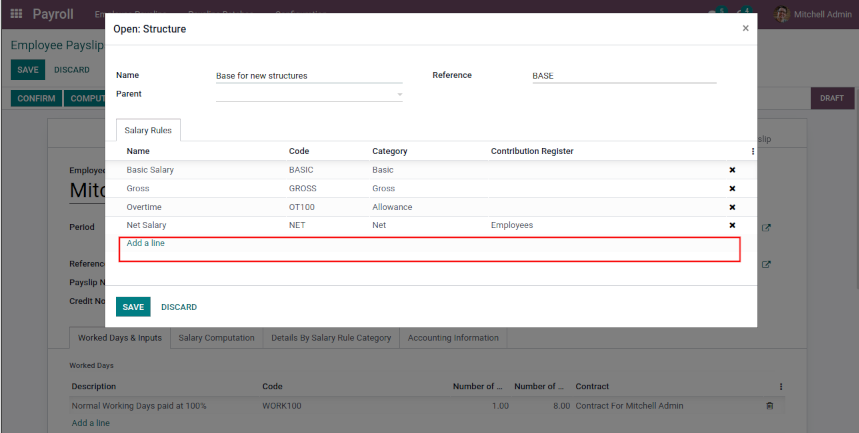 Payroll
5
4
Mitchell Admin
Open: Structure
×
Employee Payslip
SAVE DISCARD
CONFIRM COMPUT
DRAFT
Name Base for new structures Reference BASE
Parent
Salary Rules
Name Code Category Contribution Register
Basic Salary BASIC Basic
Gross GROSS Gross
Overtime OT100 Allowance
Net Salary NET Net Employees
Add a line
SAVE DISCARD
slip
Employee
Mitc
Period
Referenc
Payslip N
Credit No
Worked Days & Inputs Salary Computation Details By Salary Rule Category Accounting Information
Worked Days
Description Code Number of ... Number of ... Contract
Normal Working Days paid at 100% WORK100 1.00 8.00 Contract For Mitchell Admin
Add a line